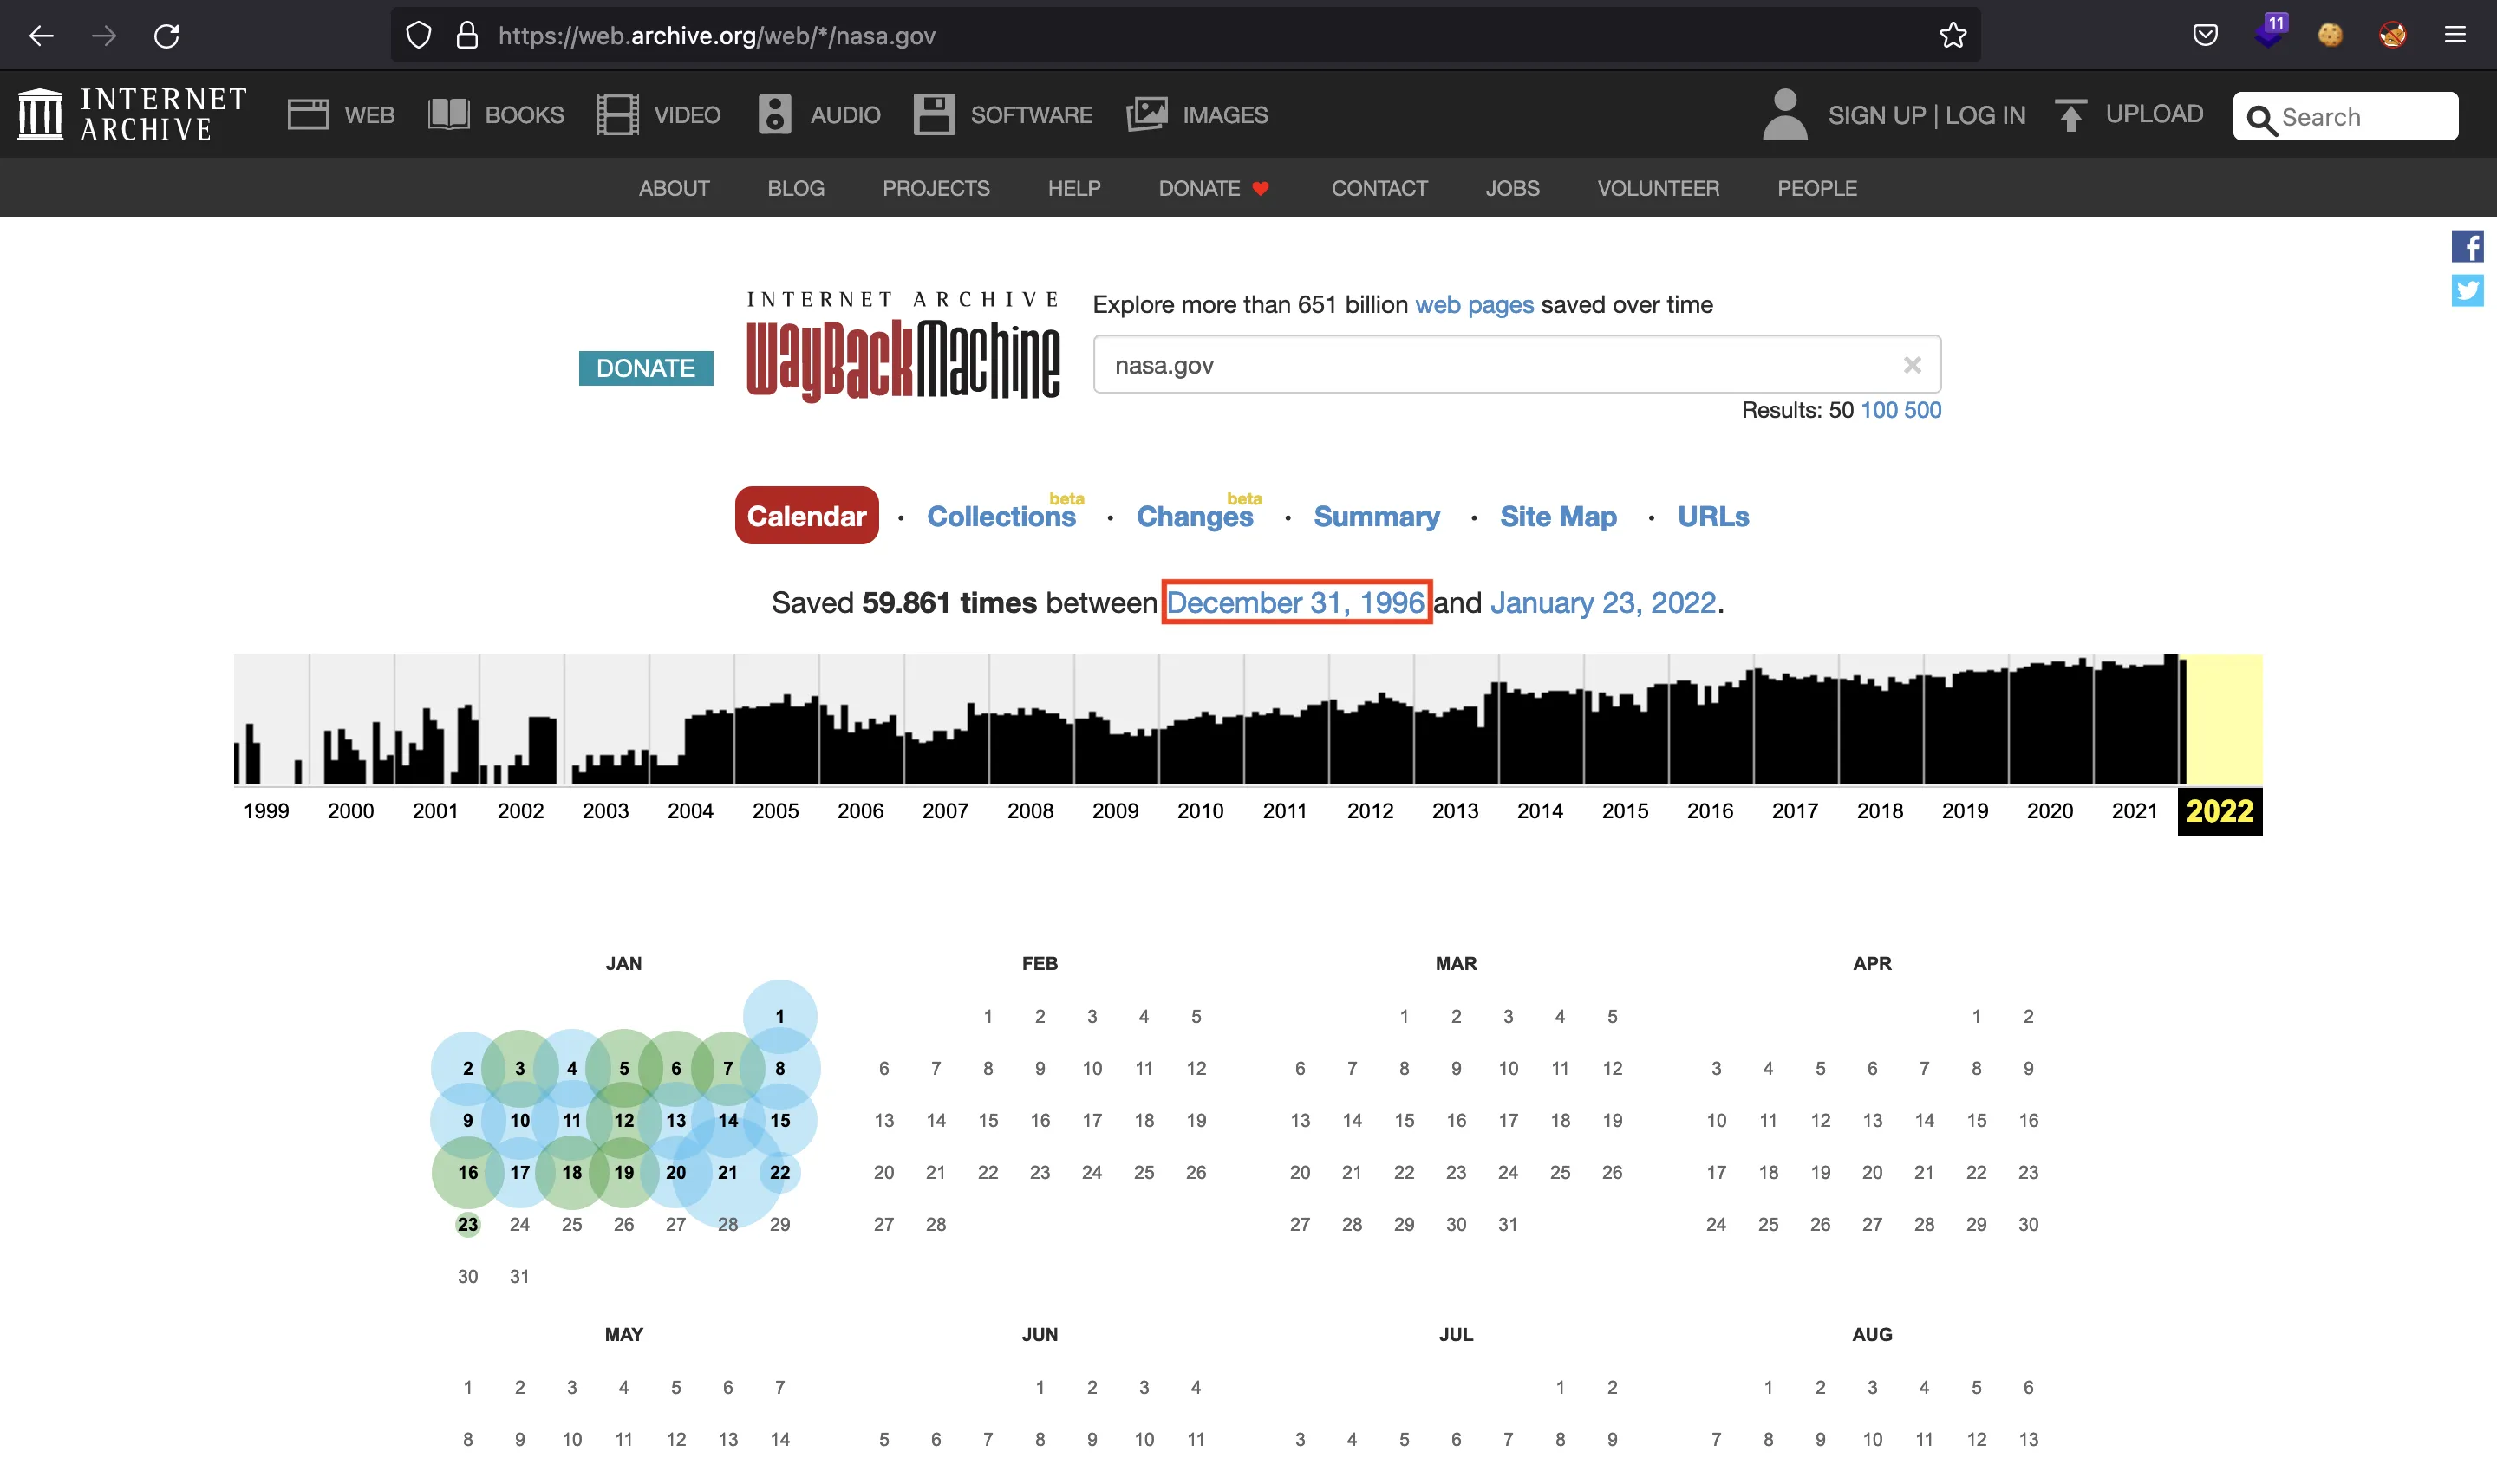 https://web.archive.org/web/*/nasa.gov
11
INTERNET ARCHIVE
WEB BOOKS VIDEO AUDIO SOFTWARE IMAGES SIGN UP | LOG IN UPLOAD Search
ABOUT BLOG PROJECTS HELP DONATE CONTACT JOBS VOLUNTEER PEOPLE
INTERNET ARCHIVE
WayBackMachine
DONATE
Explore more than 651 billion web pages saved over time
nasa.gov
Results: 50 100 500
Calendar · Collections beta · Changes beta · Summary · Site Map · URLs
Saved 59.861 times between December 31, 1996 and January 23, 2022.
1999 2000 2001 2002 2003 2004 2005 2006 2007 2008 2009 2010 2011 2012 2013 2014 2015 2016 2017 2018 2019 2020 2021 2022
JAN
1
2 3 4 5 6 7 8
9 10 11 12 13 14 15
16 17 18 19 20 21 22
23 24 25 26 27 28 29
30 31
FEB
1 2 3 4 5
6 7 8 9 10 11 12
13 14 15 16 17 18 19
20 21 22 23 24 25 26
27 28
MAR
1 2 3 4 5
6 7 8 9 10 11 12
13 14 15 16 17 18 19
20 21 22 23 24 25 26
27 28 29 30 31
APR
1 2
3 4 5 6 7 8 9
10 11 12 13 14 15 16
17 18 19 20 21 22 23
24 25 26 27 28 29 30
MAY
1 2 3 4 5 6 7
8 9 10 11 12 13 14
JUN
1 2 3 4
5 6 7 8 9 10 11
JUL
1 2
3 4 5 6 7 8 9
AUG
1 2 3 4 5 6
7 8 9 10 11 12 13